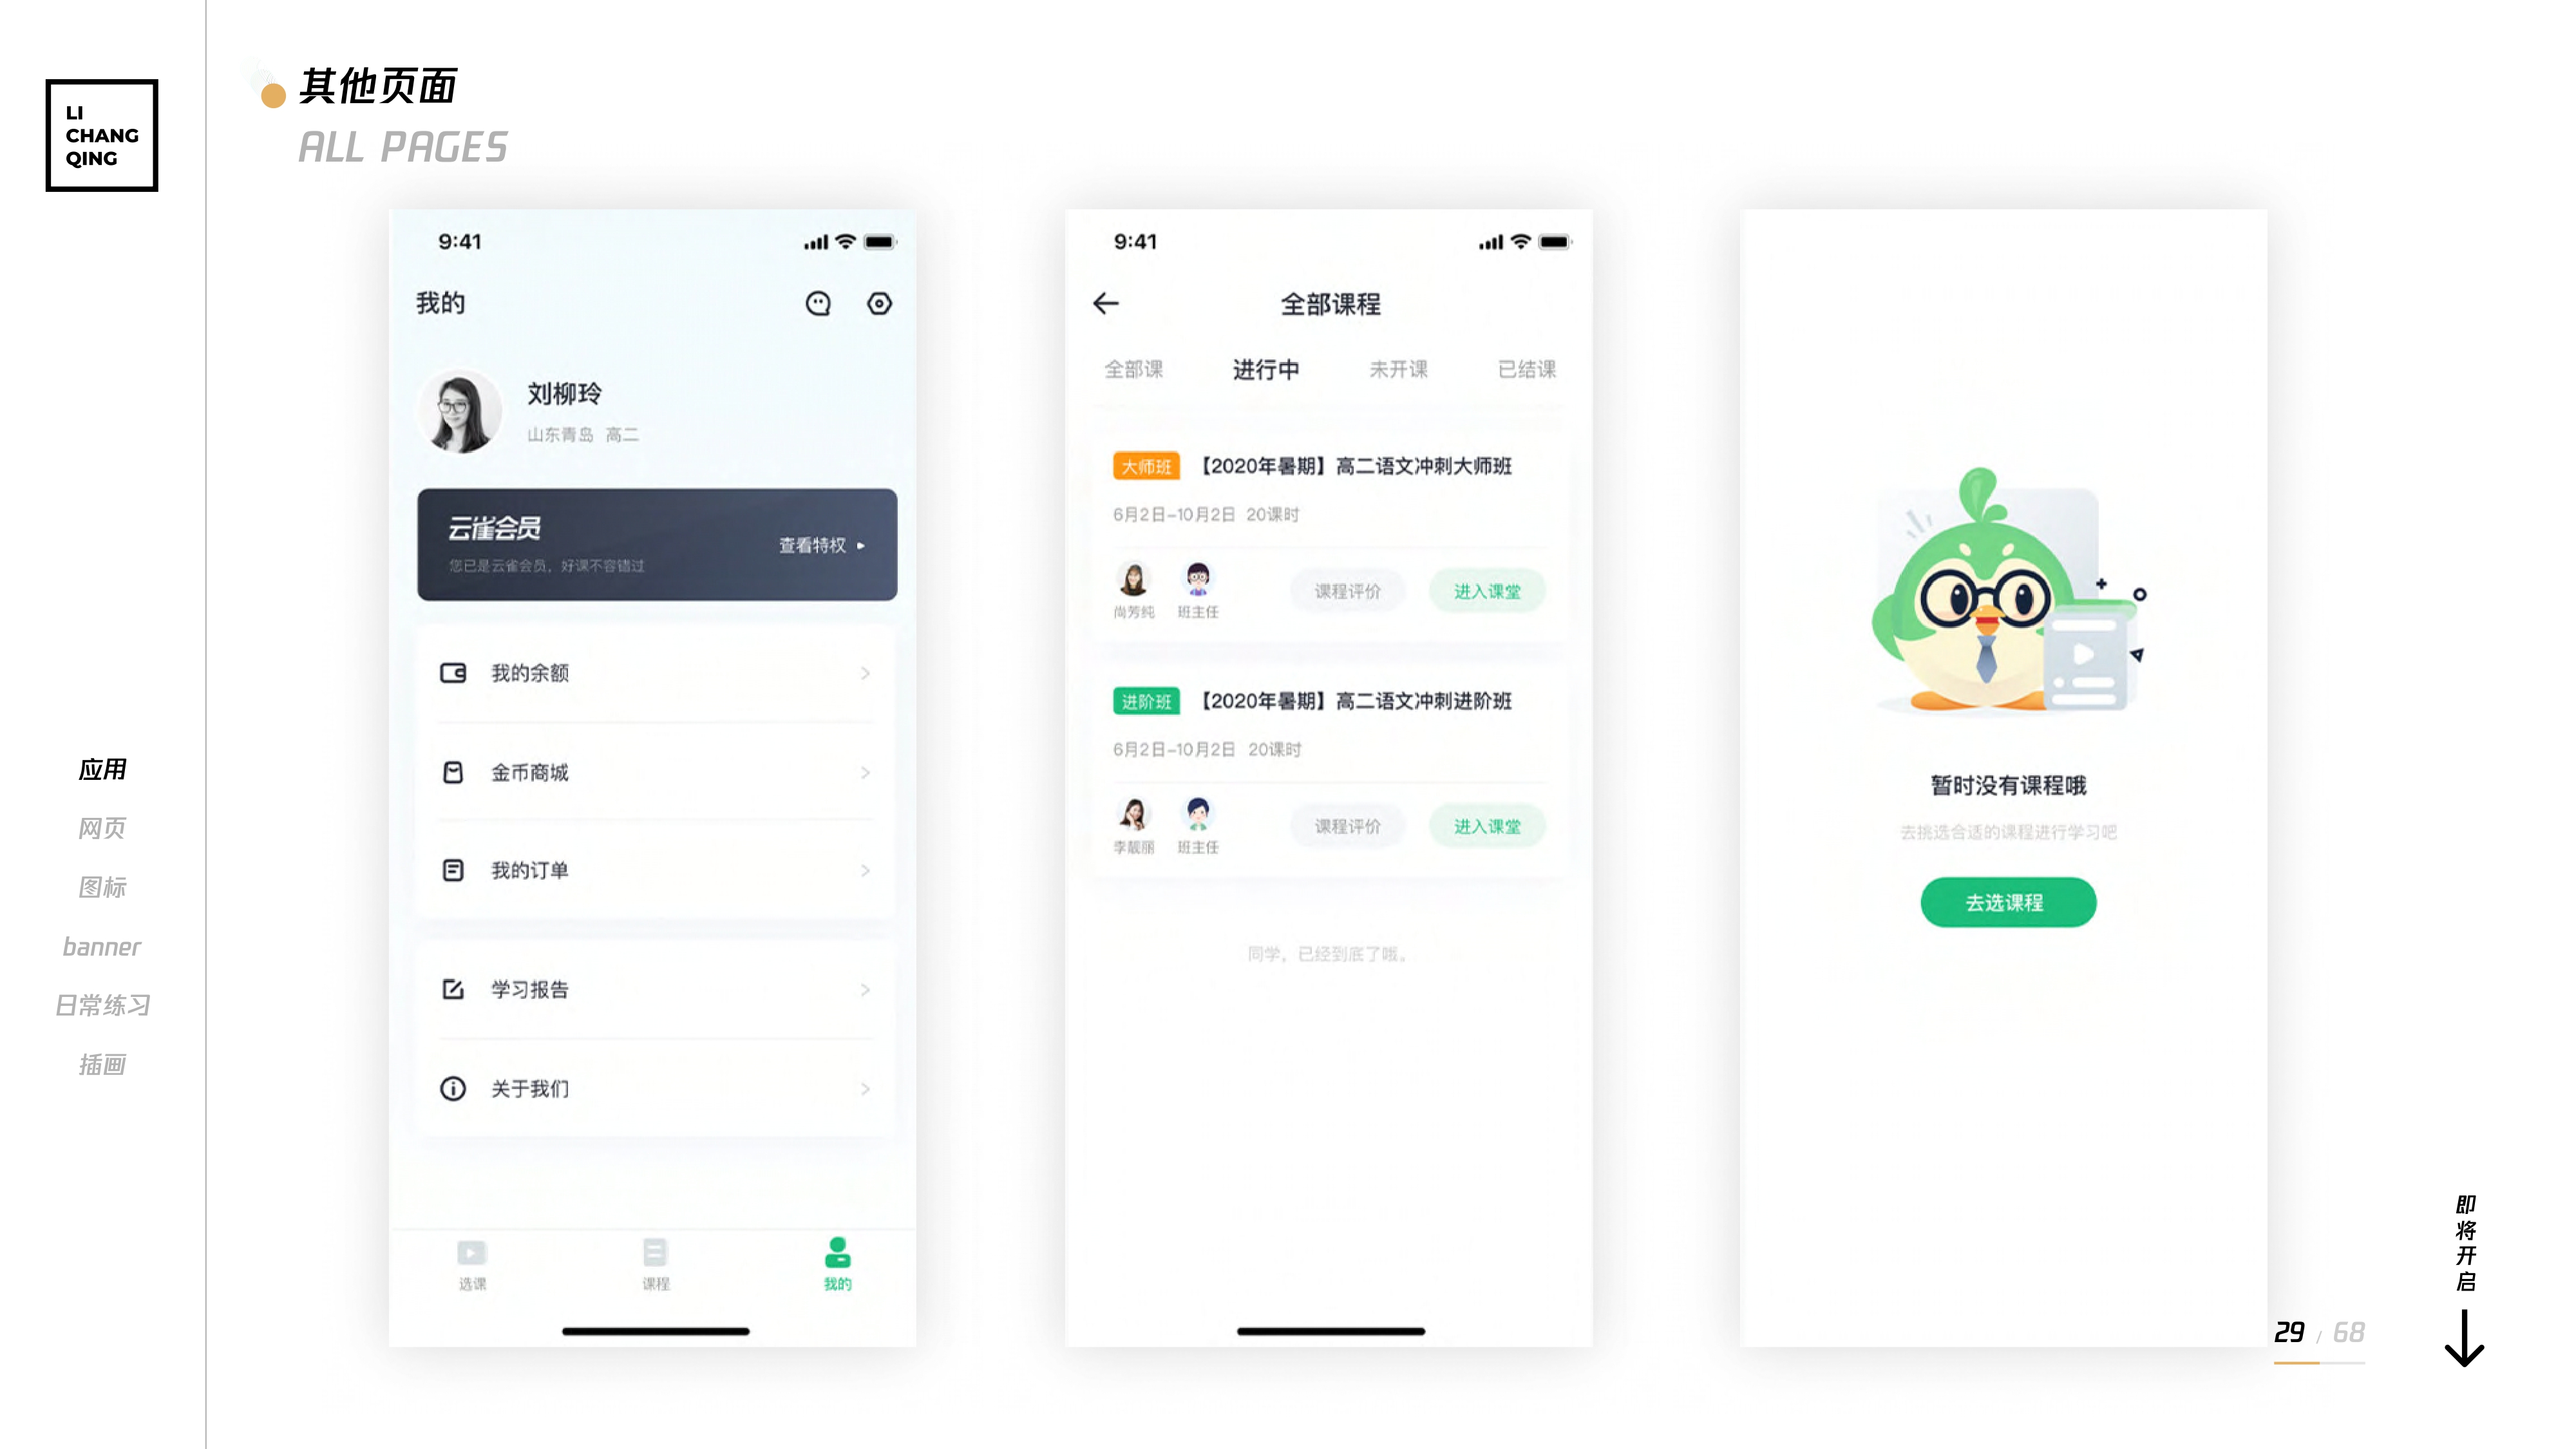 LI
CHANG
QING
其他页面
ALL PAGES
应用
网页
图标
banner
日常练习
插画
9:41
我的
刘柳玲
山东青岛 高二
云雀会员
您已是云雀会员，好课不容错过
查看特权
我的余额
金币商城
我的订单
学习报告
关于我们
选课
课程
我的
9:41
全部课程
全部课
进行中
未开课
已结课
大师班
【2020年暑期】高二语文冲刺大师班
6月2日-10月2日 20课时
尚芳纯
班主任
课程评价
进入课堂
进阶班
【2020年暑期】高二语文冲刺进阶班
6月2日-10月2日 20课时
李靓丽
班主任
课程评价
进入课堂
同学，已经到底了哦。
暂时没有课程哦
去挑选合适的课程进行学习吧
去选课程
即将开启
29 / 68